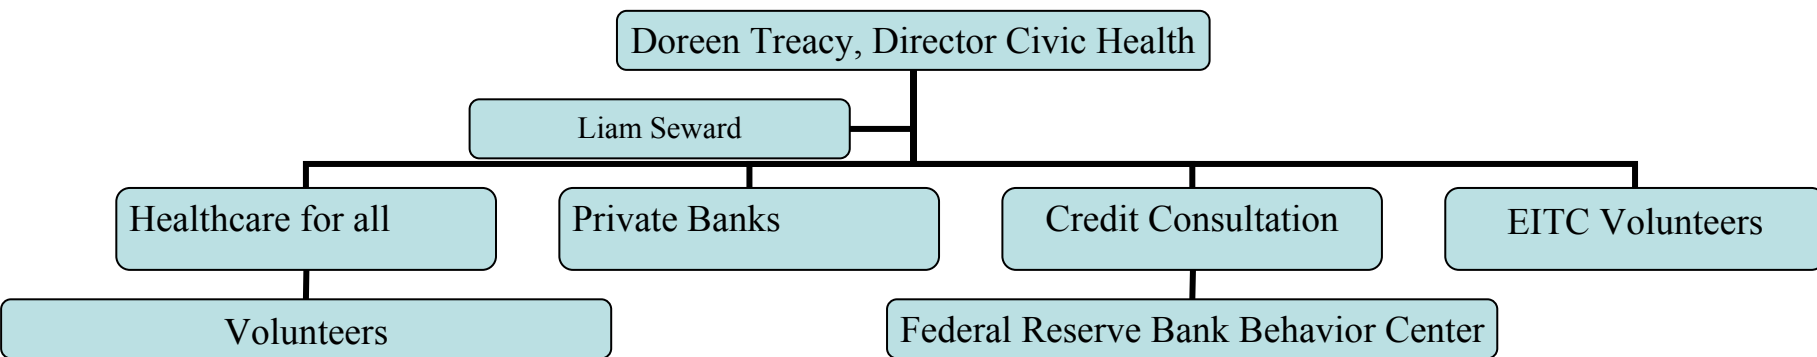 Doreen Treacy, Director Civic Health
Liam Seward
Healthcare for all
Private Banks
Credit Consultation
EITC Volunteers
Volunteers
Federal Reserve Bank Behavior Center